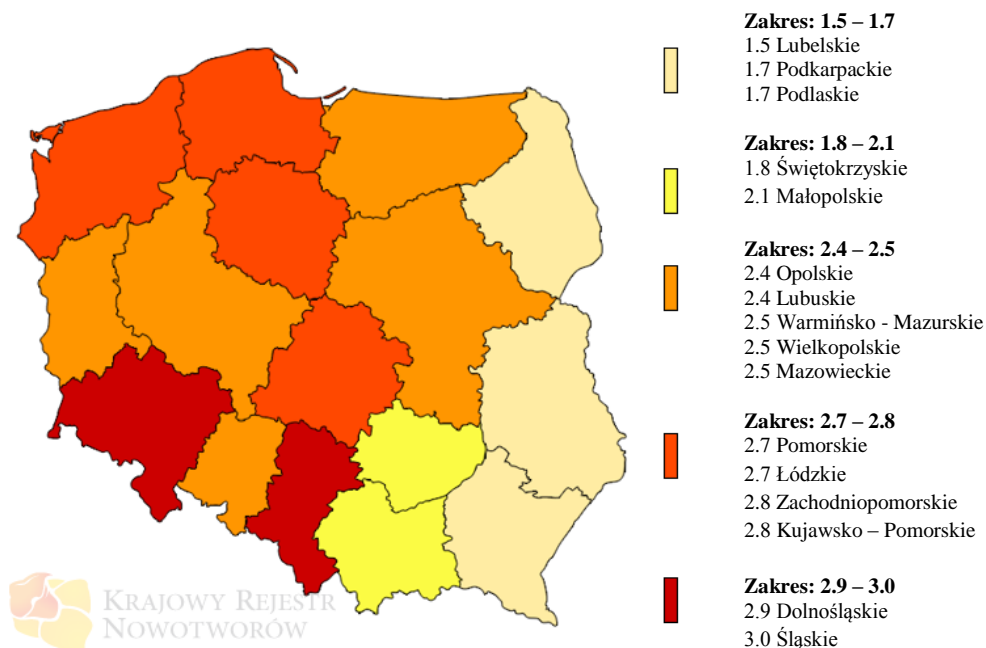 Zakres: 1.5 – 1.7
1.5 Lubelskie
1.7 Podkarpackie
1.7 Podlaskie
Zakres: 1.8 – 2.1
1.8 Świętokrzyskie
2.1 Małopolskie
Zakres: 2.4 – 2.5
2.4 Opolskie
2.4 Lubuskie
2.5 Warmińsko - Mazurskie
2.5 Wielkopolskie
2.5 Mazowieckie
Zakres: 2.7 – 2.8
2.7 Pomorskie
2.7 Łódzkie
2.8 Zachodniopomorskie
2.8 Kujawsko – Pomorskie
Zakres: 2.9 – 3.0
2.9 Dolnośląskie
3.0 Śląskie
KRAJOWY REJESTR
NOWOTWORÓW